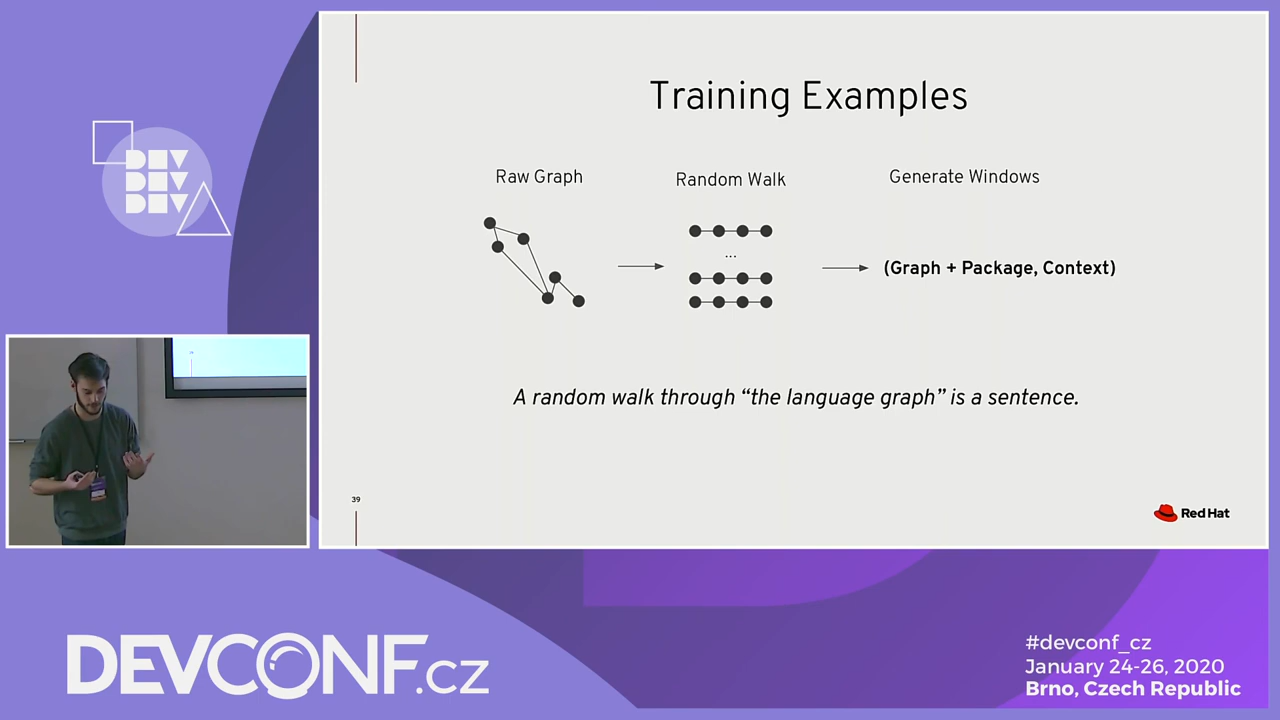 DEV
DEV
DEV
Training Examples
Raw Graph
Random Walk
Generate Windows
...
(Graph + Package, Context)
A random walk through “the language graph” is a sentence.
39
Red Hat
DEVCONF.cz
#devconf_cz
January 24-26, 2020
Brno, Czech Republic